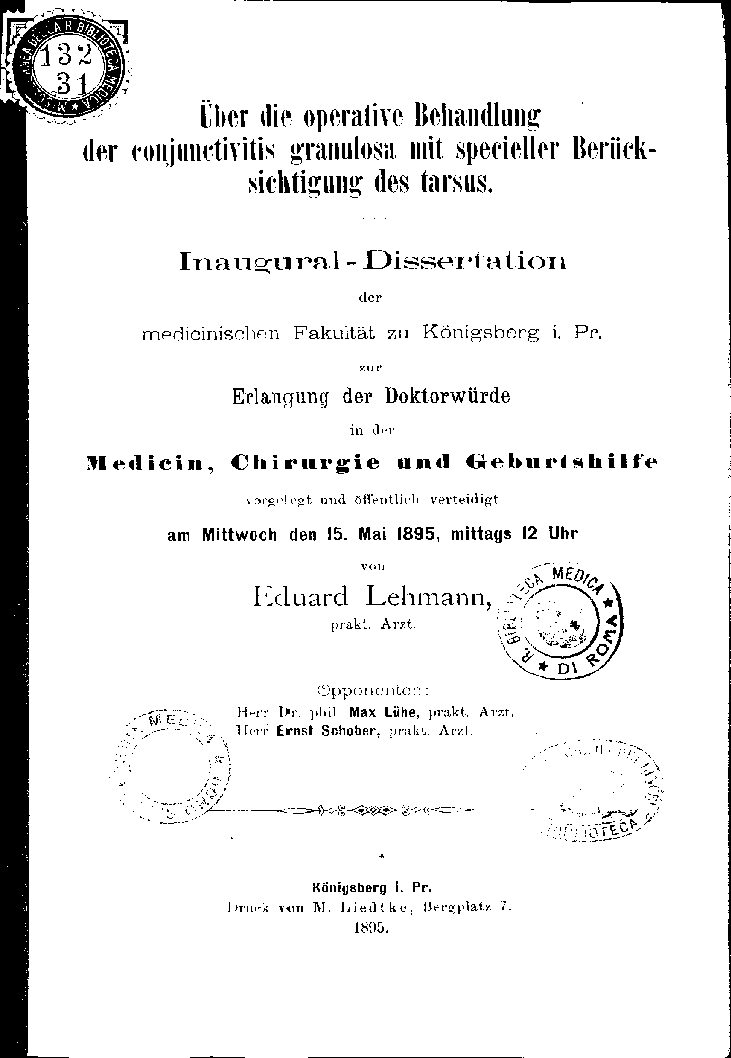 132
31
Über die operative Behandlung
der conjunctivitis granulosa mit specieller Berück-
sichtigung des tarsus.
Inaugural-Dissertation
der
medicinischen Fakultät zu Königsberg i. Pr.
zur
Erlangung der Doktorwürde
in der
Medicin, Chirurgie und Geburtshilfe
vorgelegt und öffentlich verteidigt
am Mittwoch den 15. Mai 1895, mittags 12 Uhr
von
Eduard Lehmann,
prakt. Arzt.
R. BIBLIOTECA MEDICA
DI ROMA
Opponenten:
Herr Dr. phil Max Lühe, prakt. Arzt.
Herr Ernst Schober, prakt. Arzt.
BIBLIOTECA
Königsberg i. Pr.
Druck von M. Liedtke, Bergplatz 7.
1895.